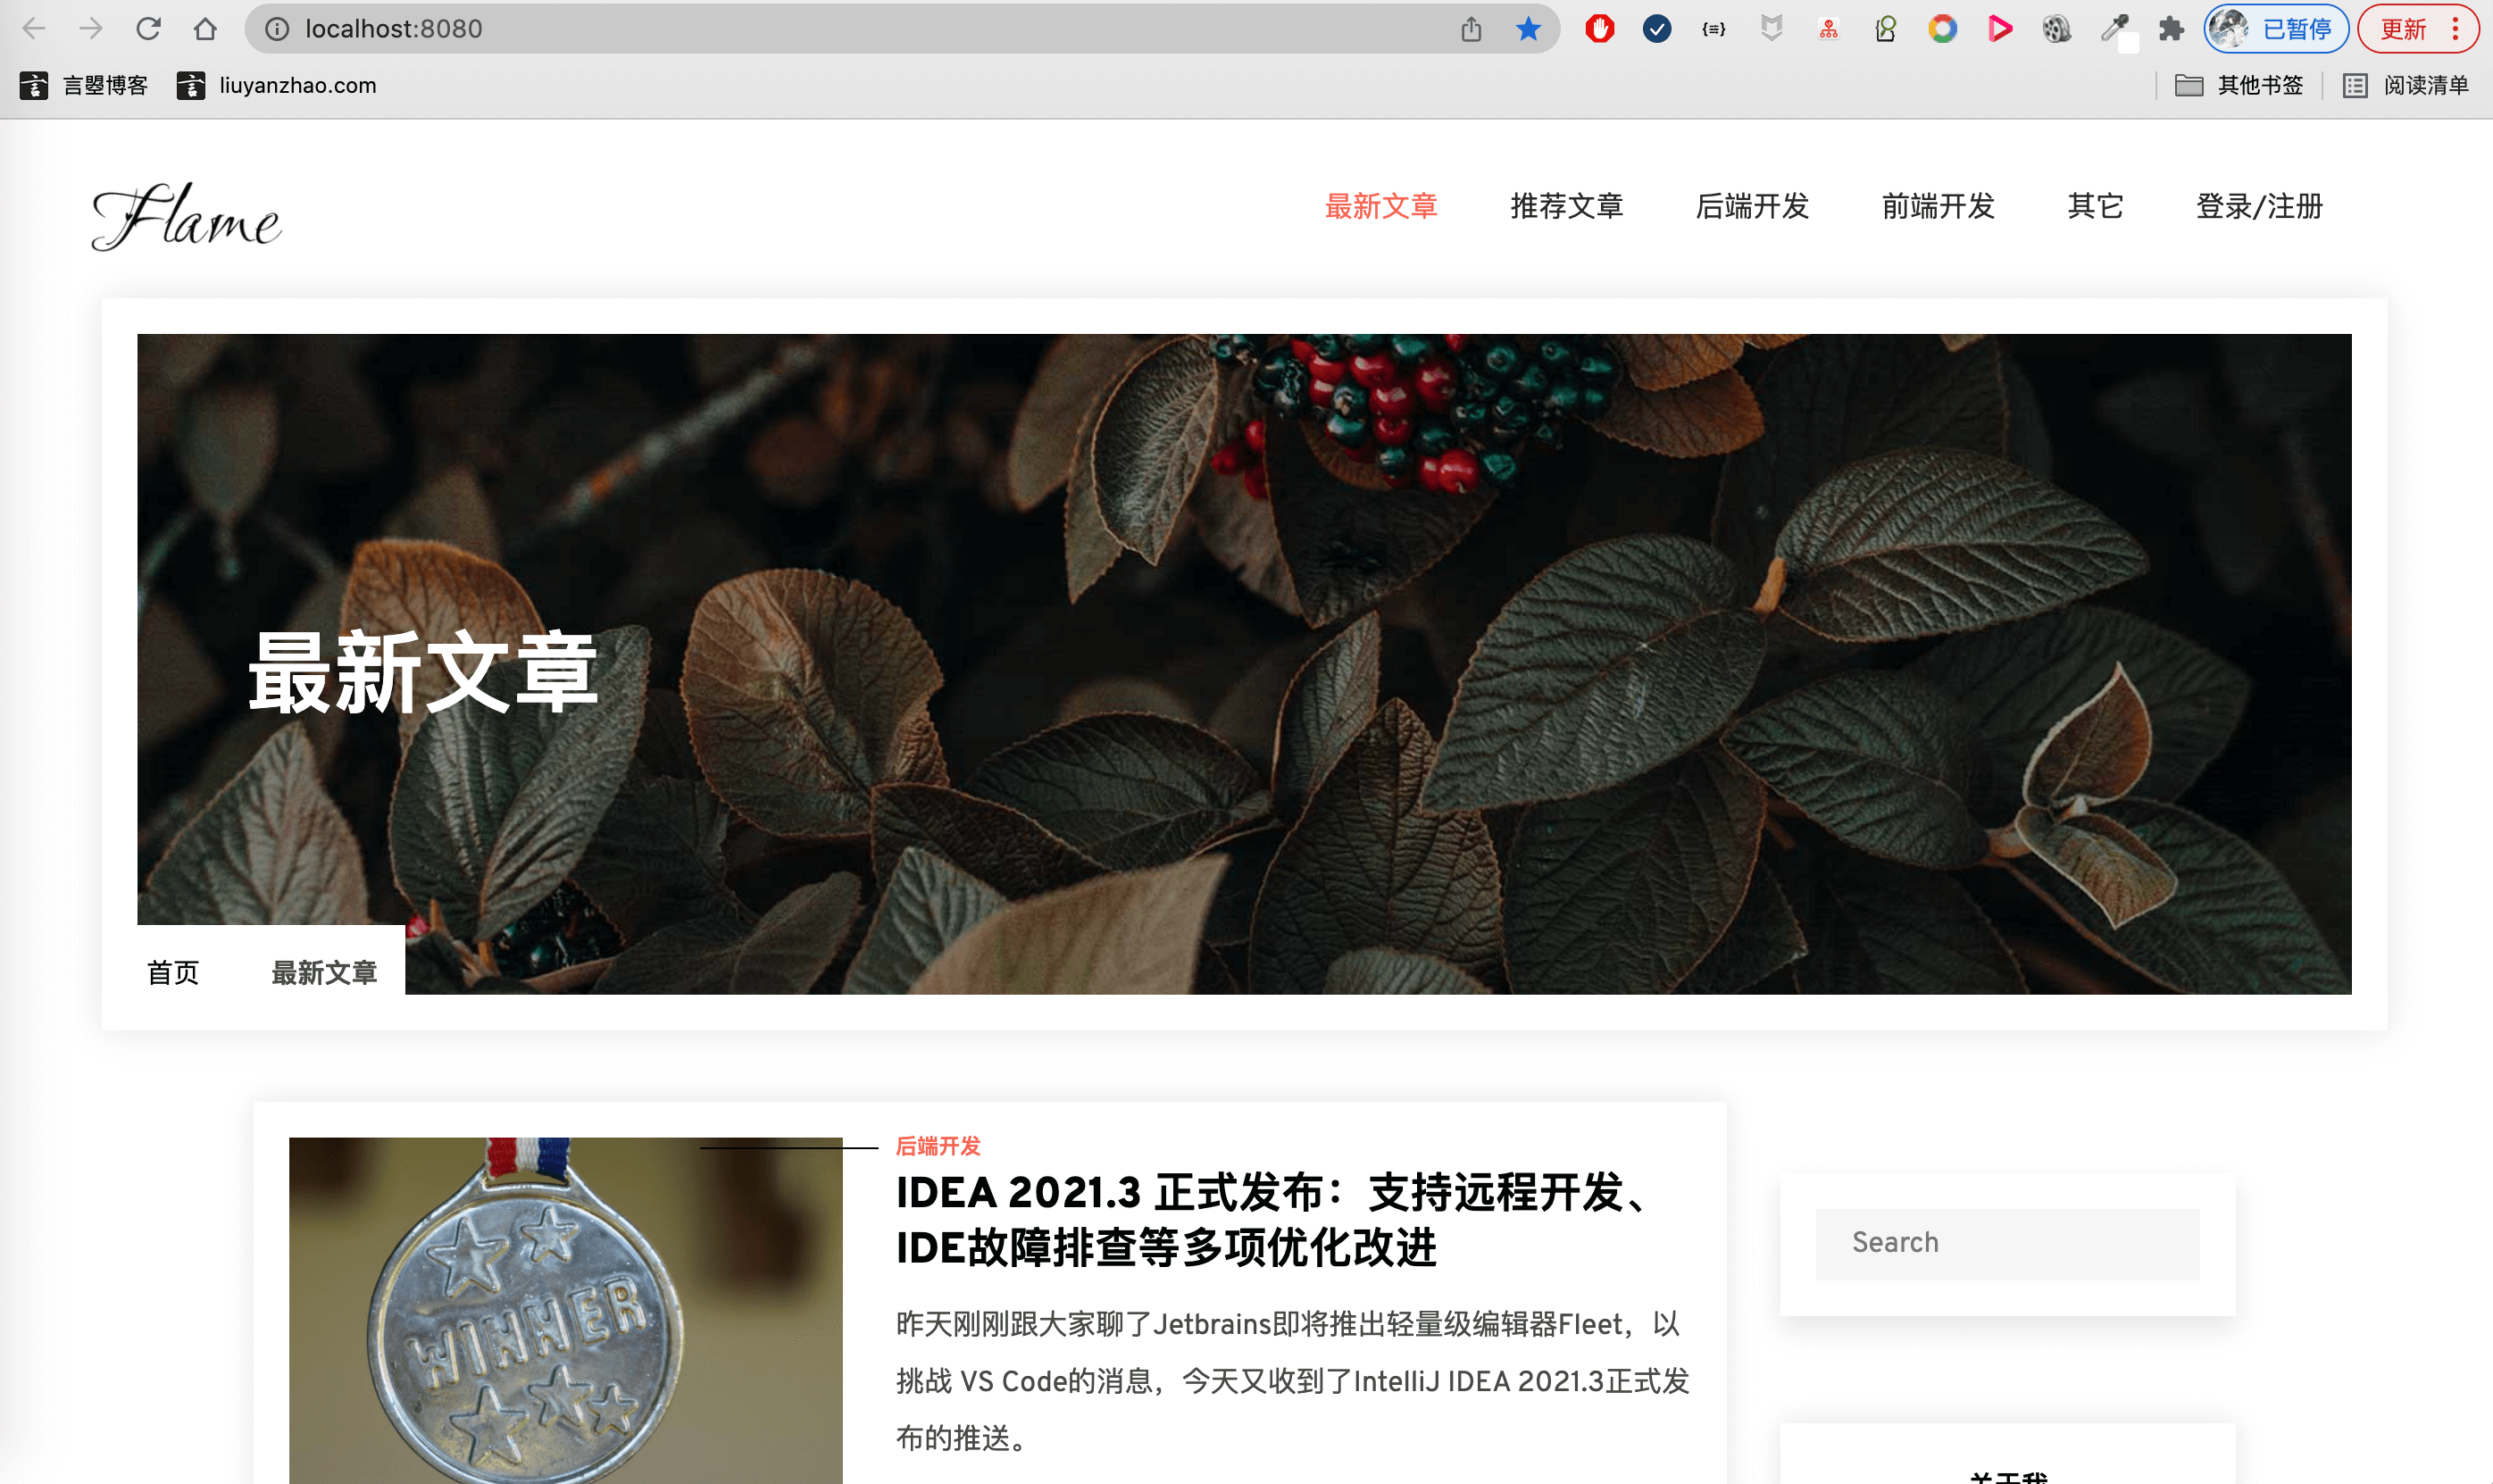 localhost:8080
已暂停
更新
言曌博客
liuyanzhao.com
其他书签
阅读清单
Flame
最新文章
推荐文章
后端开发
前端开发
其它
登录/注册
最新文章
首页
最新文章
WINNER
后端开发
IDEA 2021.3 正式发布：支持远程开发、
IDE故障排查等多项优化改进
昨天刚刚跟大家聊了Jetbrains即将推出轻量级编辑器Fleet，以
挑战 VS Code的消息，今天又收到了IntelliJ IDEA 2021.3正式发
布的推送。
Search
关于我